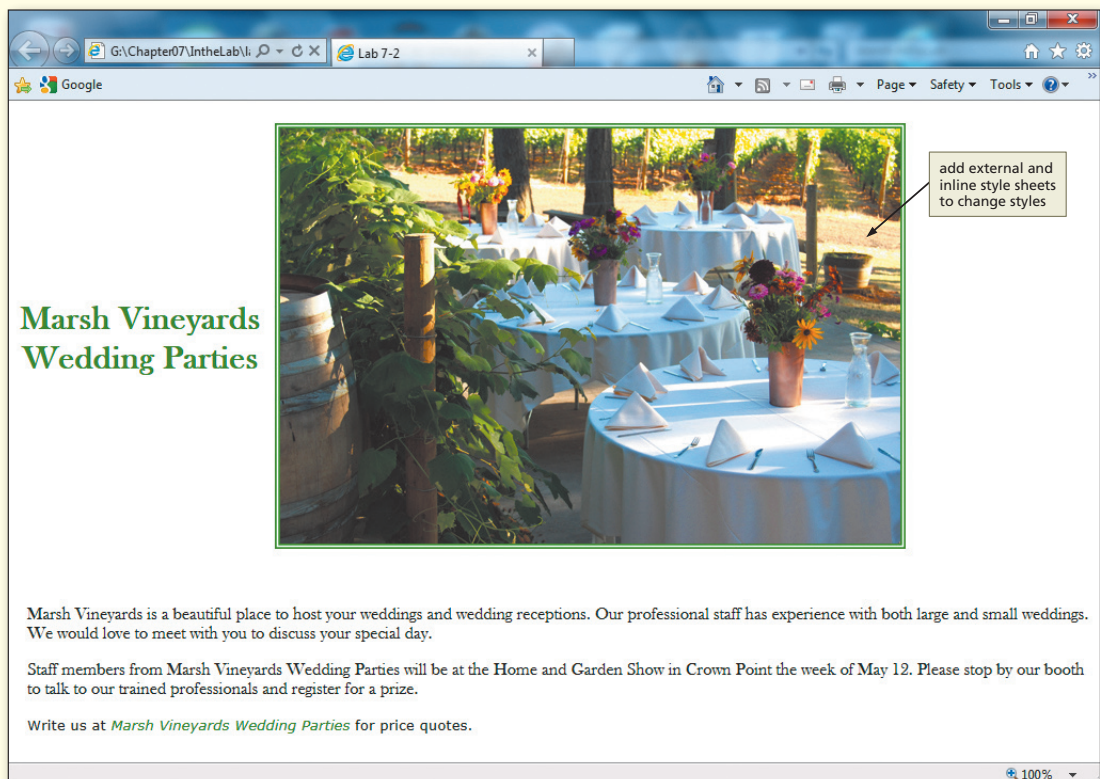 G:\Chapter07\IntheLab\la
Lab 7-2
Google
Page
Safety
Tools
add external and
inline style sheets
to change styles
Marsh Vineyards
Wedding Parties
Marsh Vineyards is a beautiful place to host your weddings and wedding receptions. Our professional staff has experience with both large and small weddings.
We would love to meet with you to discuss your special day.
Staff members from Marsh Vineyards Wedding Parties will be at the Home and Garden Show in Crown Point the week of May 12. Please stop by our booth
to talk to our trained professionals and register for a prize.
Write us at Marsh Vineyards Wedding Parties for price quotes.
100%